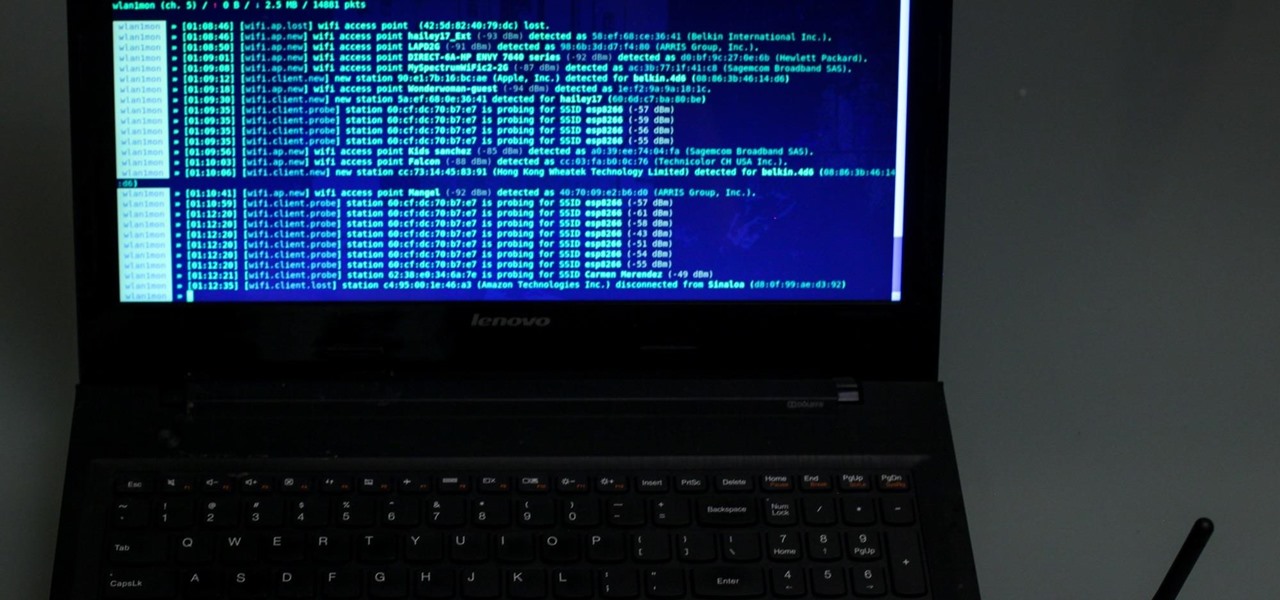 wlan1mon (ch. 5) / ↑ 0 B / ↓ 2.5 MB / 14881 pkts
wlan1mon » [01:08:46] [wifi.ap.lost] wifi access point (42:5d:82:40:79:dc) lost.
wlan1mon » [01:08:46] [wifi.ap.new] wifi access point hailey17_Ext (-93 dBm) detected as 58:ef:68:ce:36:41 (Belkin International Inc.).
wlan1mon » [01:08:50] [wifi.ap.new] wifi access point LAPD2G (-91 dBm) detected as 98:6b:3d:d7:f4:80 (ARRIS Group, Inc.).
wlan1mon » [01:09:01] [wifi.ap.new] wifi access point DIRECT-6A-HP ENVY 7640 series (-92 dBm) detected as d0:bf:9c:27:0e:6b (Hewlett Packard).
wlan1mon » [01:09:08] [wifi.ap.new] wifi access point MySpectrumWiFic2-2G (-87 dBm) detected as ac:3b:77:1f:41:c8 (Sagemcom Broadband SAS).
wlan1mon » [01:09:12] [wifi.client.new] new station 90:e1:7b:16:bc:ae (Apple, Inc.) detected for belkin.4d6 (08:86:3b:46:14:d6)
wlan1mon » [01:09:18] [wifi.ap.new] wifi access point Wonderwoman-guest (-94 dBm) detected as 1e:f2:9a:9a:18:1c.
wlan1mon » [01:09:30] [wifi.client.new] new station 5a:ef:68:0e:36:41 detected for hailey17 (60:6d:c7:ba:80:be)
wlan1mon » [01:09:35] [wifi.client.probe] station 60:cf:dc:70:b7:e7 is probing for SSID esp8266 (-57 dBm)
wlan1mon » [01:09:35] [wifi.client.probe] station 60:cf:dc:70:b7:e7 is probing for SSID esp8266 (-59 dBm)
wlan1mon » [01:09:35] [wifi.client.probe] station 60:cf:dc:70:b7:e7 is probing for SSID esp8266 (-56 dBm)
wlan1mon » [01:09:35] [wifi.client.probe] station 60:cf:dc:70:b7:e7 is probing for SSID esp8266 (-55 dBm)
wlan1mon » [01:09:58] [wifi.ap.new] wifi access point Kids sanchez (-85 dBm) detected as a0:39:ee:74:04:fa (Sagemcom Broadband SAS).
wlan1mon » [01:10:03] [wifi.ap.new] wifi access point Falcon (-88 dBm) detected as cc:03:fa:b0:0c:76 (Technicolor CH USA Inc.).
wlan1mon » [01:10:06] [wifi.client.new] new station cc:73:14:45:83:91 (Hong Kong Wheatek Technology Limited) detected for belkin.4d6 (08:86:3b:46:14
:d6)
wlan1mon » [01:10:41] [wifi.ap.new] wifi access point Mangel (-92 dBm) detected as 40:70:09:e2:b6:d0 (ARRIS Group, Inc.).
wlan1mon » [01:10:59] [wifi.client.probe] station 60:cf:dc:70:b7:e7 is probing for SSID esp8266 (-57 dBm)
wlan1mon » [01:12:20] [wifi.client.probe] station 60:cf:dc:70:b7:e7 is probing for SSID esp8266 (-61 dBm)
wlan1mon » [01:12:20] [wifi.client.probe] station 60:cf:dc:70:b7:e7 is probing for SSID esp8266 (-58 dBm)
wlan1mon » [01:12:20] [wifi.client.probe] station 60:cf:dc:70:b7:e7 is probing for SSID esp8266 (-43 dBm)
wlan1mon » [01:12:20] [wifi.client.probe] station 60:cf:dc:70:b7:e7 is probing for SSID esp8266 (-51 dBm)
wlan1mon » [01:12:20] [wifi.client.probe] station 60:cf:dc:70:b7:e7 is probing for SSID esp8266 (-54 dBm)
wlan1mon » [01:12:20] [wifi.client.probe] station 60:cf:dc:70:b7:e7 is probing for SSID esp8266 (-55 dBm)
wlan1mon » [01:12:31] [wifi.client.probe] station 62:38:e0:34:6a:7e is probing for SSID Carmen Merendez (-49 dBm)
wlan1mon » [01:12:35] [wifi.client.lost] station c4:95:00:1e:46:a3 (Amazon Technologies Inc.) disconnected from Sinaloa (d8:0f:99:ae:d3:92)
wlan1mon »
lenovo
Esc Insert PrtSc Delete Home End PgUp PgDn
~ ! @ # $ % ^ & * ( ) — +
` 1 2 3 4 5 6 7 8 9 0 - = Backspace Num Lock / * -
Tab Q W E R T Y U I O P { [ } ] | \ 7 Home 8 ↑ 9 PgUp +
CapsLk A S D F G H J K L : ; " ' Enter 4 ← 5 6 →